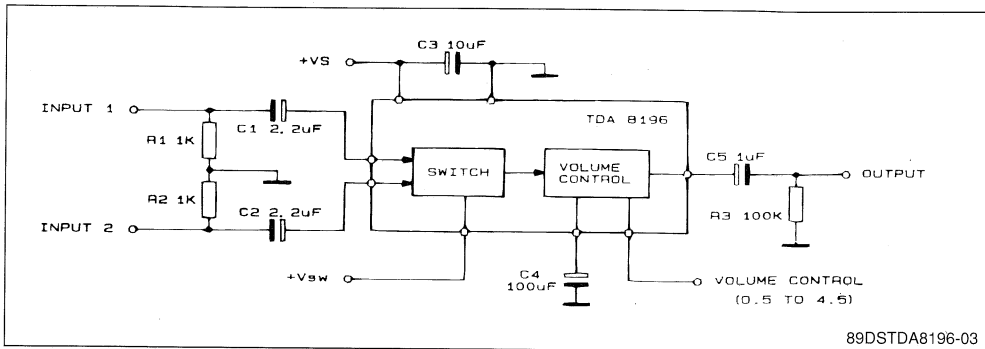 C3 10uF
+VS
INPUT 1
TDA 8196
C1 2.2uF
R1 1K
C5 1uF
SWITCH
VOLUME
CONTROL
OUTPUT
R2 1K
R3 100K
C2 2.2uF
INPUT 2
+Vsw
C4
100uF
VOLUME CONTROL
(0.5 TO 4.5)
89DSTDA8196-03